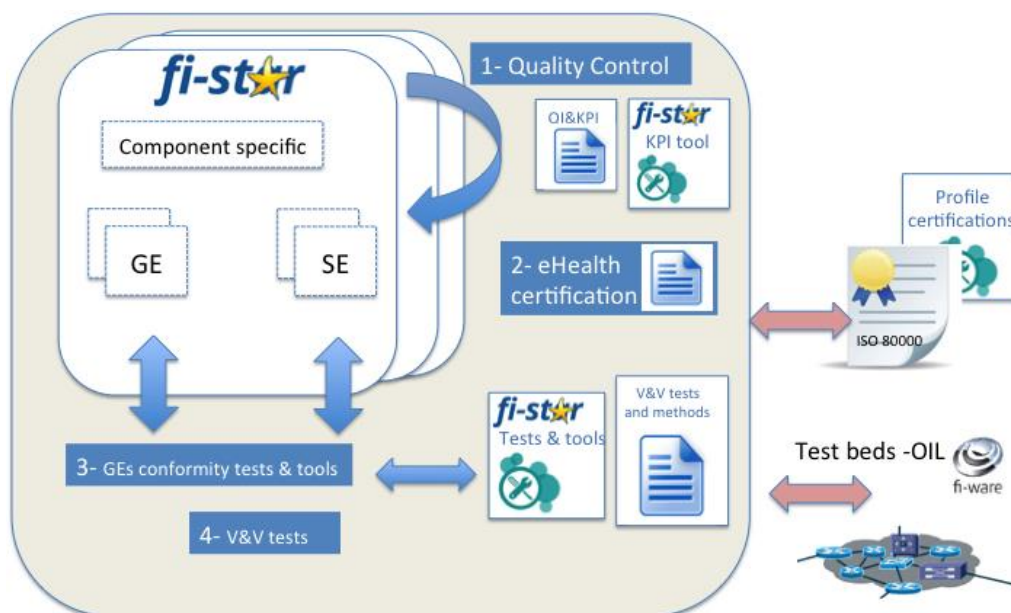 fi-star
1- Quality Control
Component specific
OI&KPI
fi-star
KPI tool
GE
SE
2- eHealth
certification
Profile
certifications
ISO 80000
3- GEs conformity tests & tools
4- V&V tests
fi-star
Tests & tools
V&V tests
and methods
Test beds -OIL
fi-ware